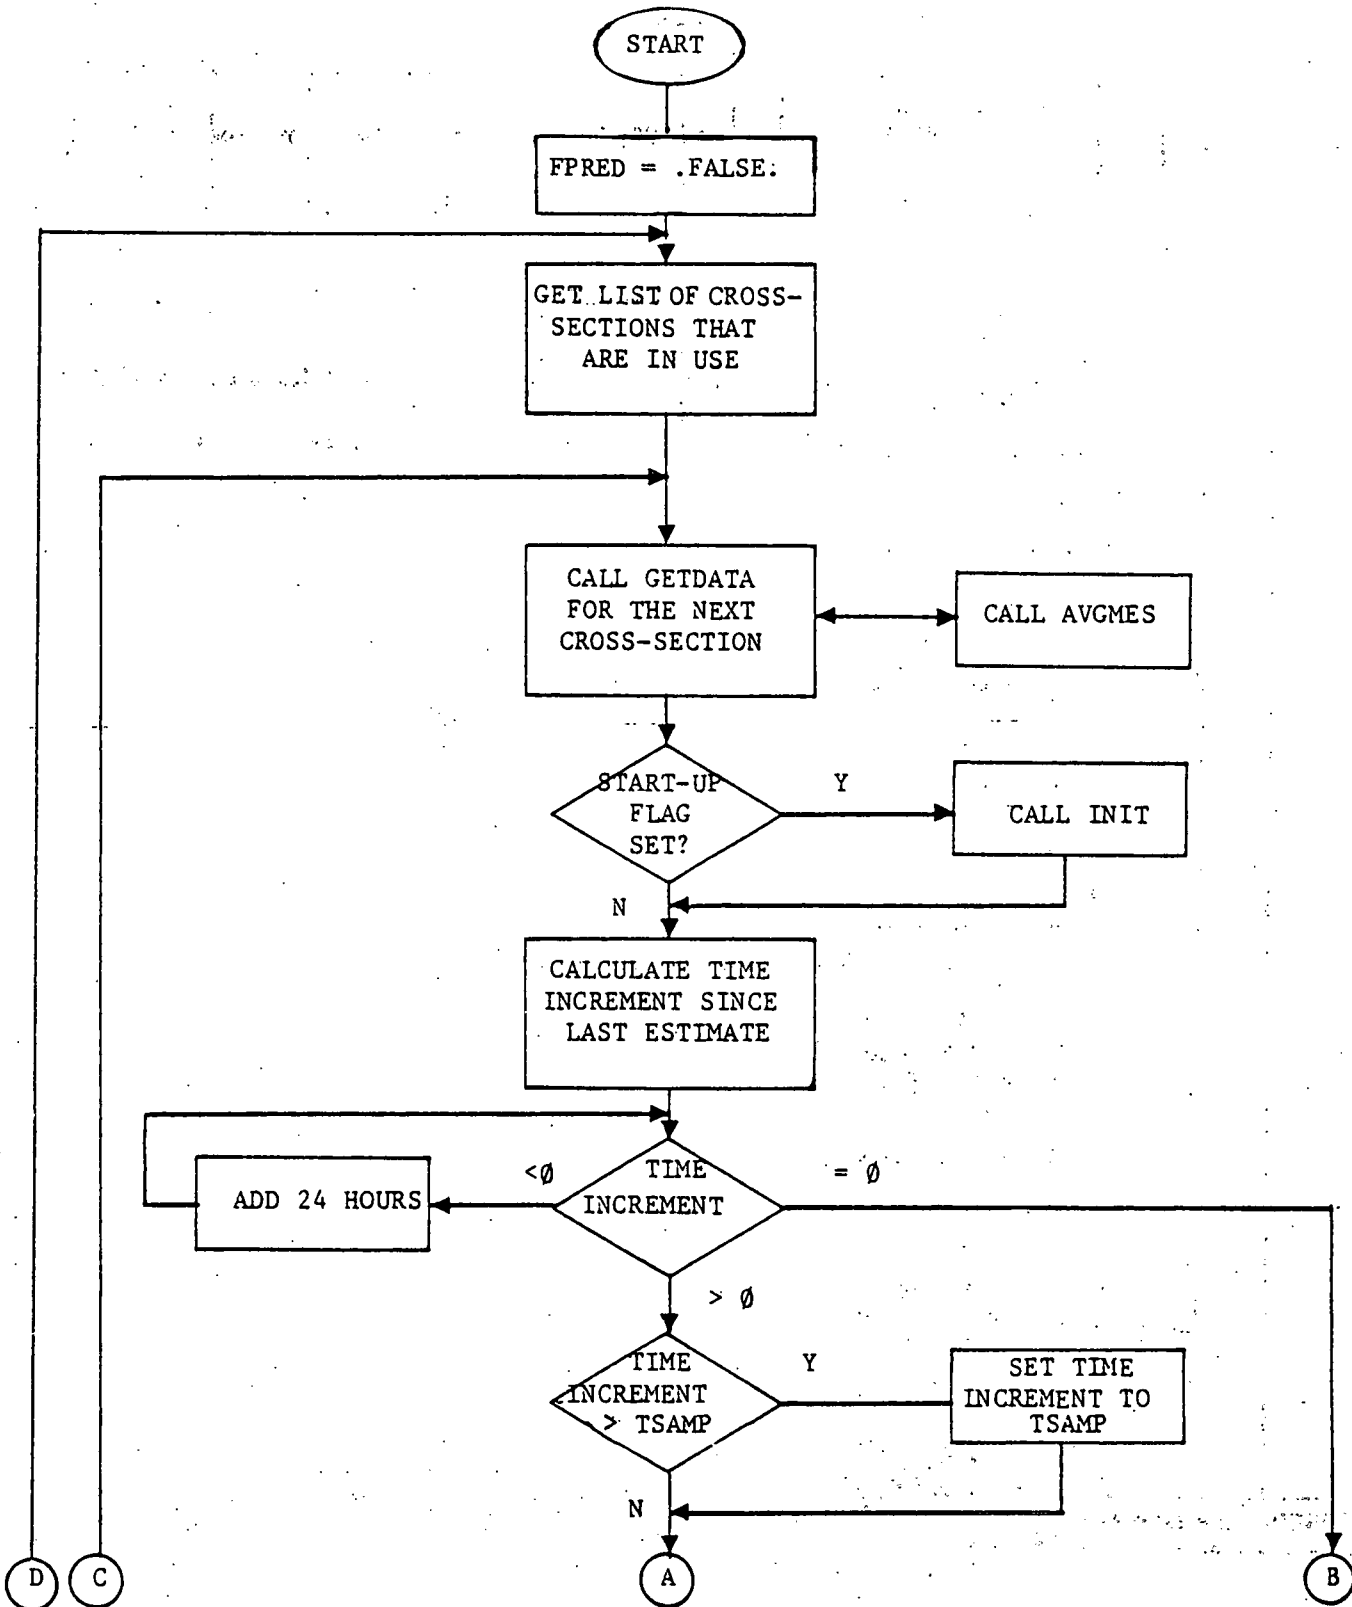 START
FPRED = .FALSE.
GET LIST OF CROSS-
SECTIONS THAT
ARE IN USE
CALL GETDATA
FOR THE NEXT
CROSS-SECTION
CALL AVGMES
START-UP
FLAG
SET?
Y
CALL INIT
N
CALCULATE TIME
INCREMENT SINCE
LAST ESTIMATE
TIME
INCREMENT
<Ø
= Ø
ADD 24 HOURS
> Ø
TIME
INCREMENT
> TSAMP
Y
SET TIME
INCREMENT TO
TSAMP
N
D
C
A
B